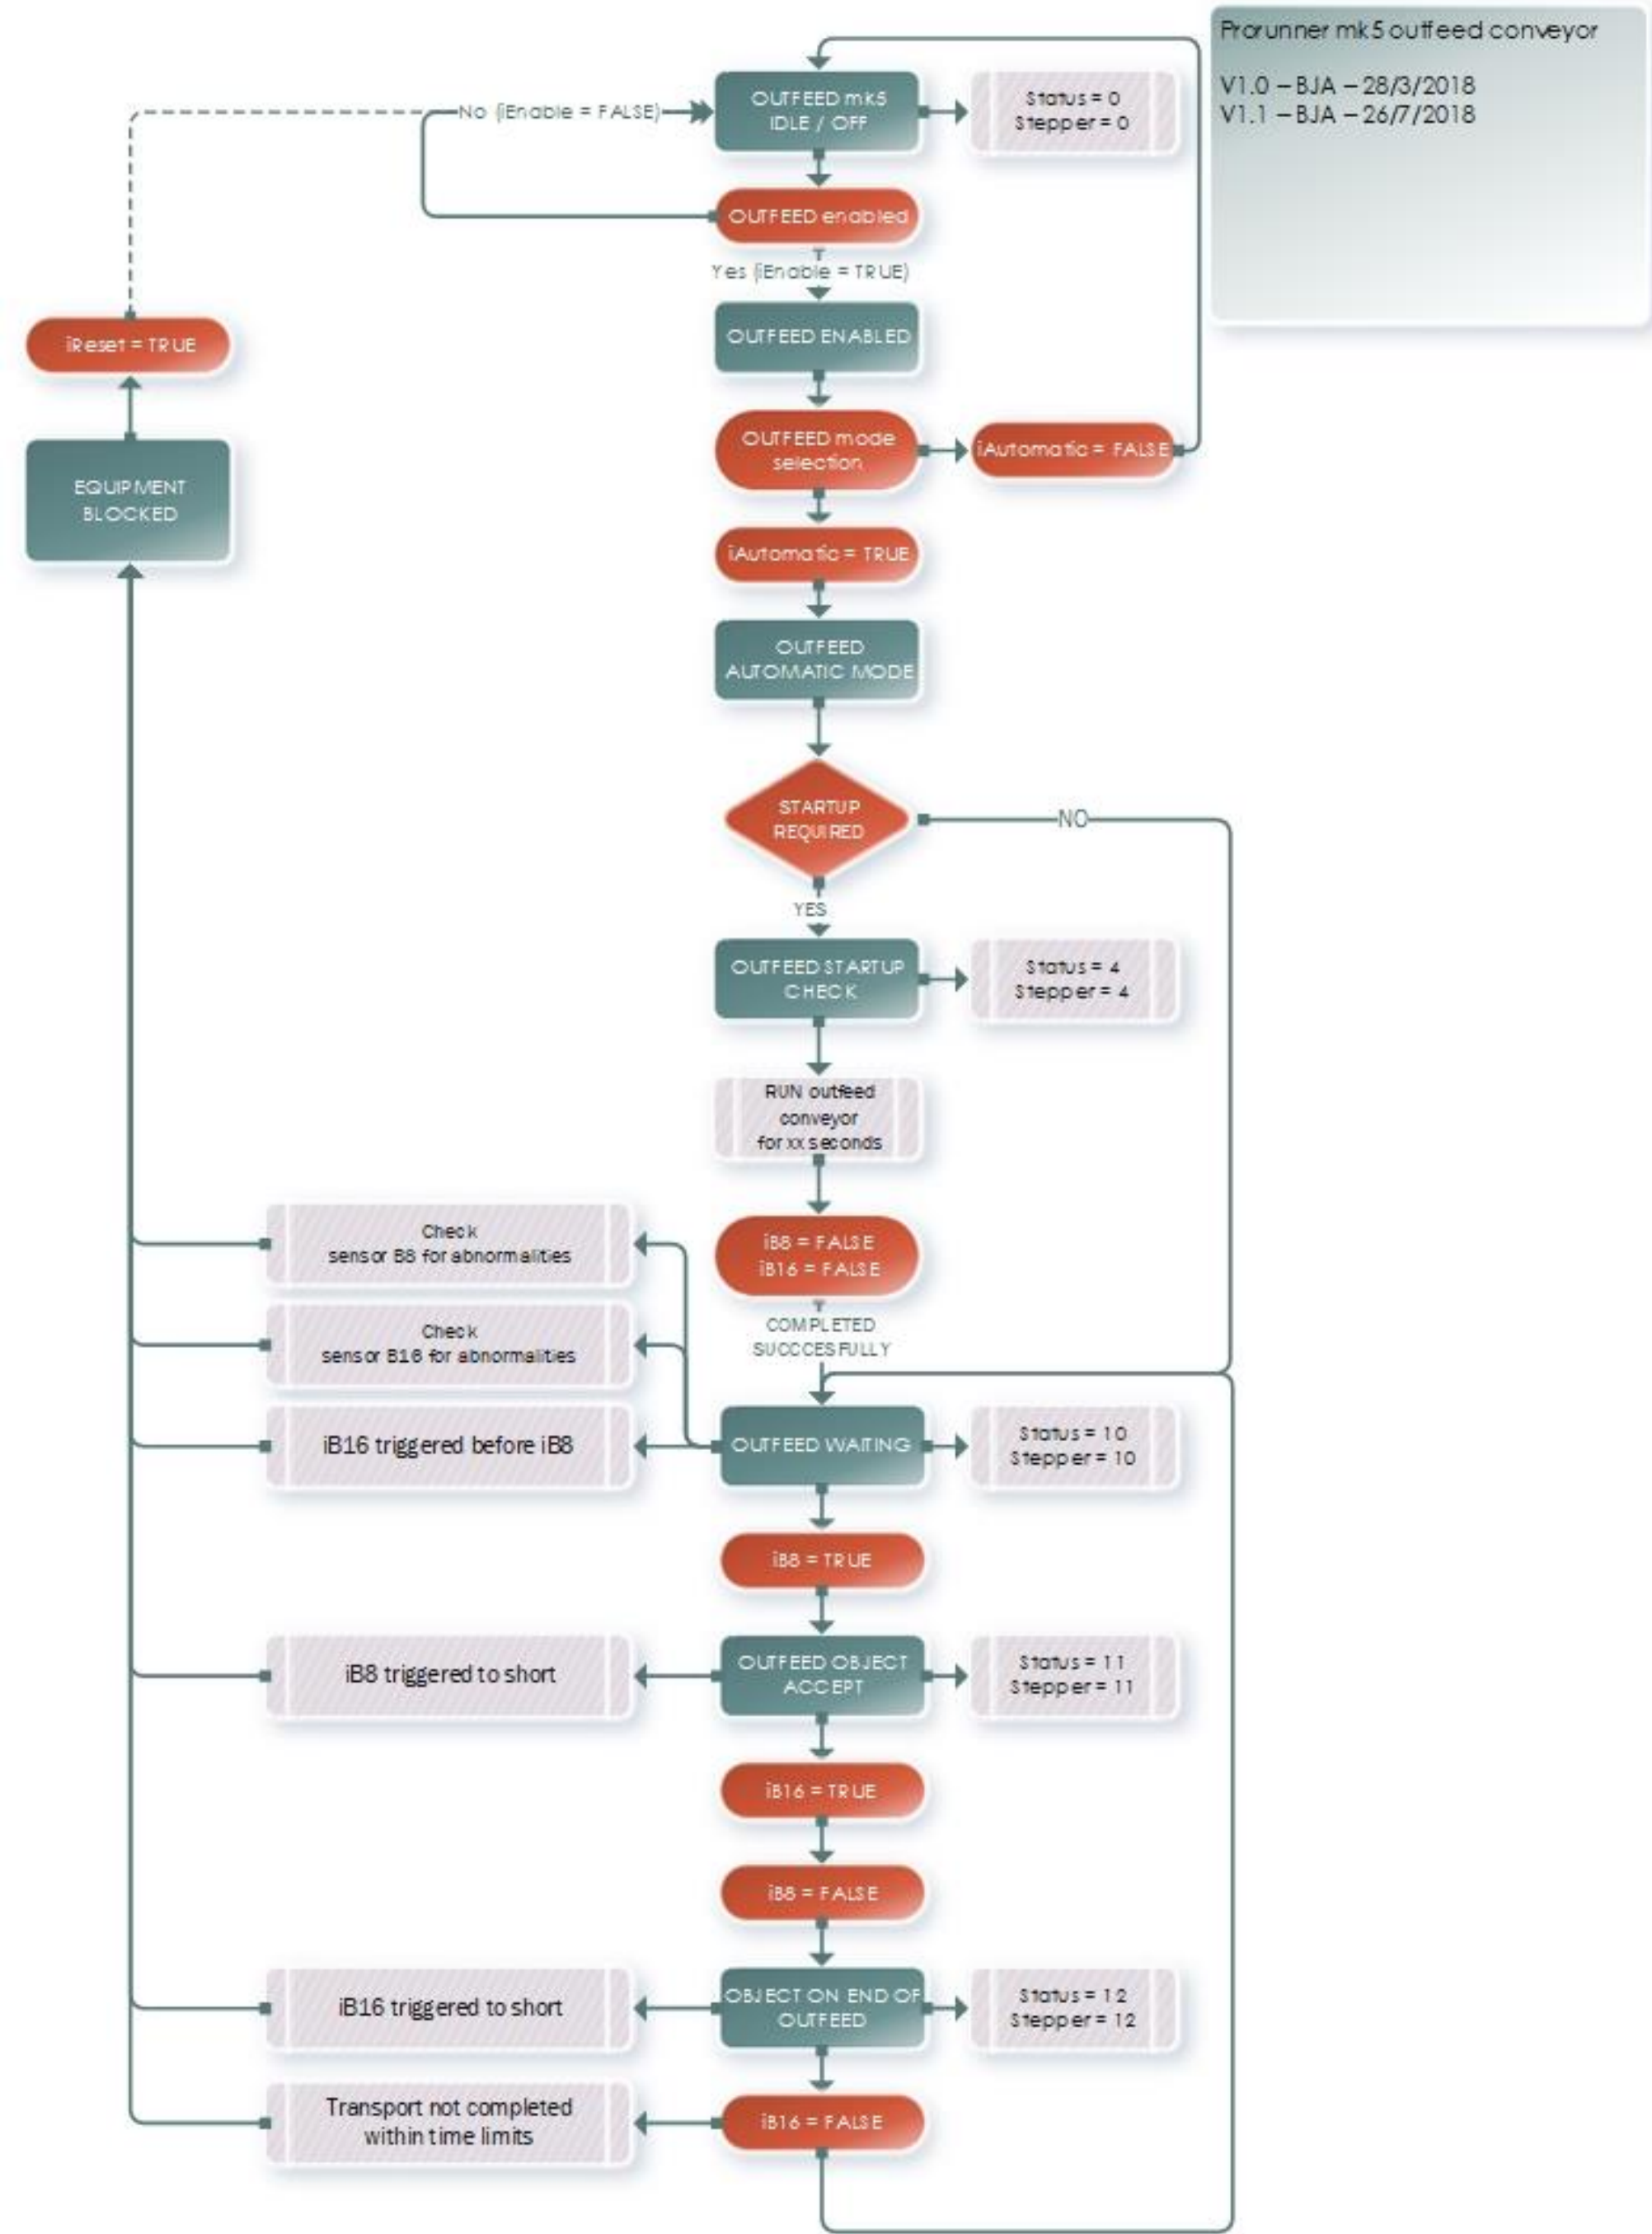 Prorunner mk5 outfeed conveyor
V1.0 – BJA – 28/3/2018
V1.1 – BJA – 26/7/2018
No (iEnable = FALSE)
OUTFEED mk5
IDLE / OFF
Status = 0
Stepper = 0
OUTFEED enabled
Yes (iEnable = TRUE)
OUTFEED ENABLED
iReset = TRUE
EQUIPMENT
BLOCKED
OUTFEED mode
selection
iAutomatic = FALSE
iAutomatic = TRUE
OUTFEED
AUTOMATIC MODE
STARTUP
REQUIRED
NO
YES
OUTFEED STARTUP
CHECK
Status = 4
Stepper = 4
RUN outfeed
conveyor
for xx seconds
iB8 = FALSE
iB16 = FALSE
COMPLETED
SUCCCESFULLY
Check
sensor B8 for abnormalities
Check
sensor B16 for abnormalities
iB16 triggered before iB8
OUTFEED WAITING
Status = 10
Stepper = 10
iB8 = TRUE
iB8 triggered to short
OUTFEED OBJECT
ACCEPT
Status = 11
Stepper = 11
iB16 = TRUE
iB8 = FALSE
iB16 triggered to short
OBJECT ON END OF
OUTFEED
Status = 12
Stepper = 12
Transport not completed
within time limits
iB16 = FALSE